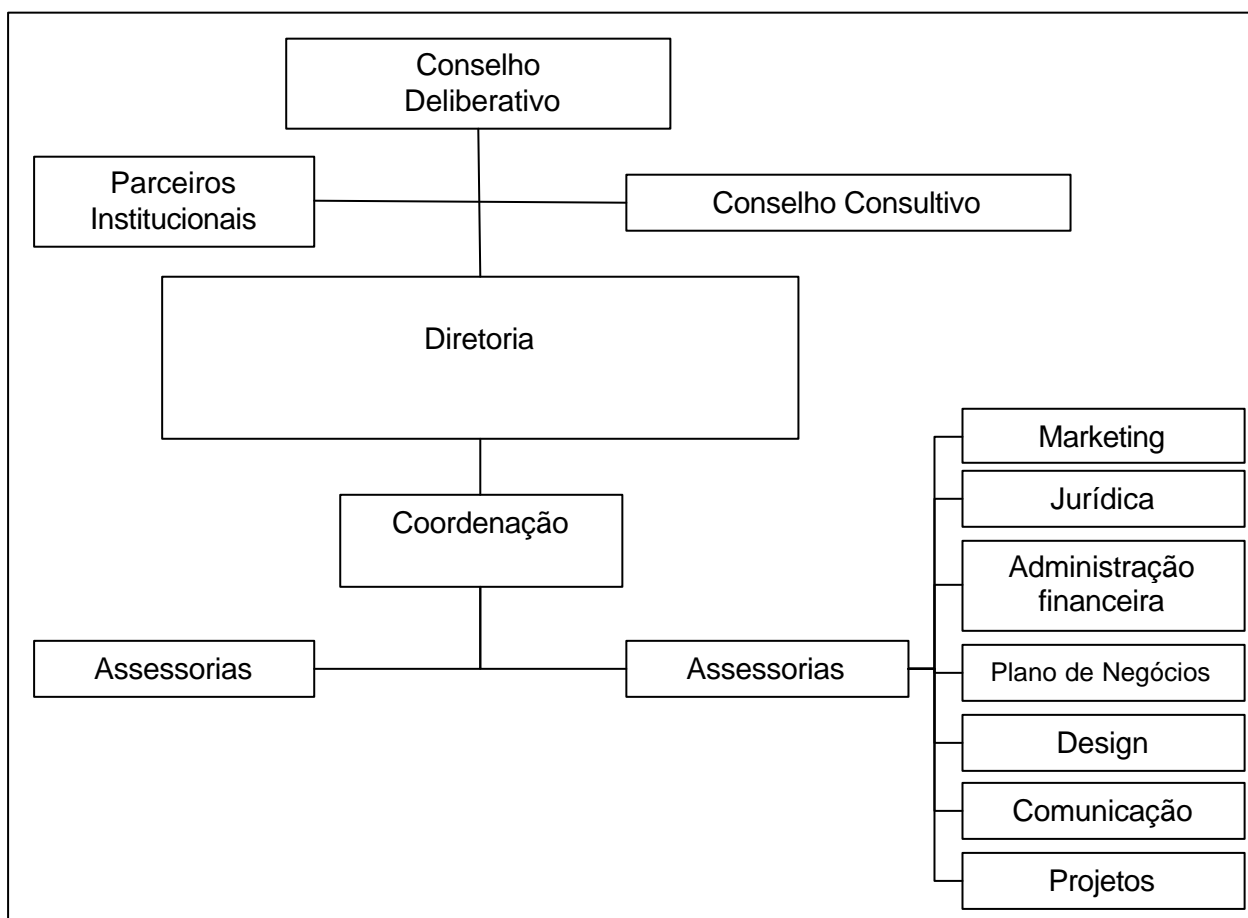 Conselho
Deliberativo
Parceiros
Institucionais
Conselho Consultivo
Diretoria
Coordenação
Assessorias
Assessorias
Marketing
Jurídica
Administração
financeira
Plano de Negócios
Design
Comunicação
Projetos